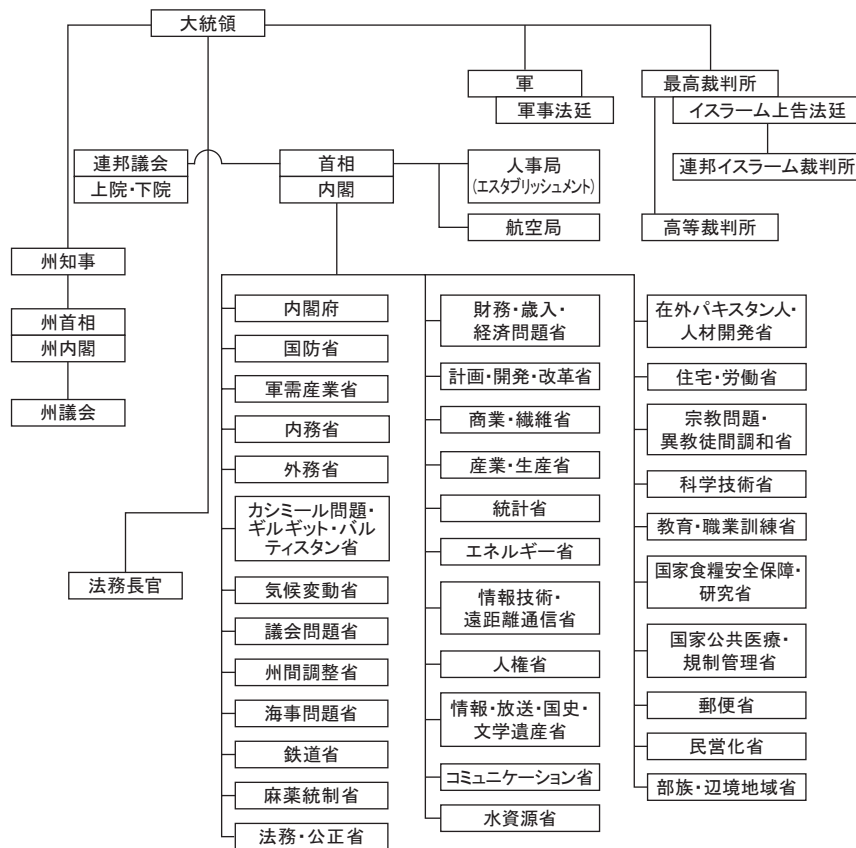 大統領
軍
軍事法廷
最高裁判所
イスラーム上告法廷
連邦イスラーム裁判所
高等裁判所
連邦議会
上院・下院
首相
内閣
人事局
(エスタブリッシュメント)
航空局
州知事
州首相
州内閣
州議会
法務長官
内閣府
国防省
軍需産業省
内務省
外務省
カシミール問題・
ギルギット・バル
ティスタン省
気候変動省
議会問題省
州間調整省
海事問題省
鉄道省
麻薬統制省
法務・公正省
財務・歳入・
経済問題省
計画・開発・改革省
商業・繊維省
産業・生産省
統計省
エネルギー省
情報技術・
遠距離通信省
人権省
情報・放送・国史・
文学遺産省
コミュニケーション省
水資源省
在外パキスタン人・
人材開発省
住宅・労働省
宗教問題・
異教徒間調和省
科学技術省
教育・職業訓練省
国家食糧安全保障・
研究省
国家公共医療・
規制管理省
郵便省
民営化省
部族・辺境地域省